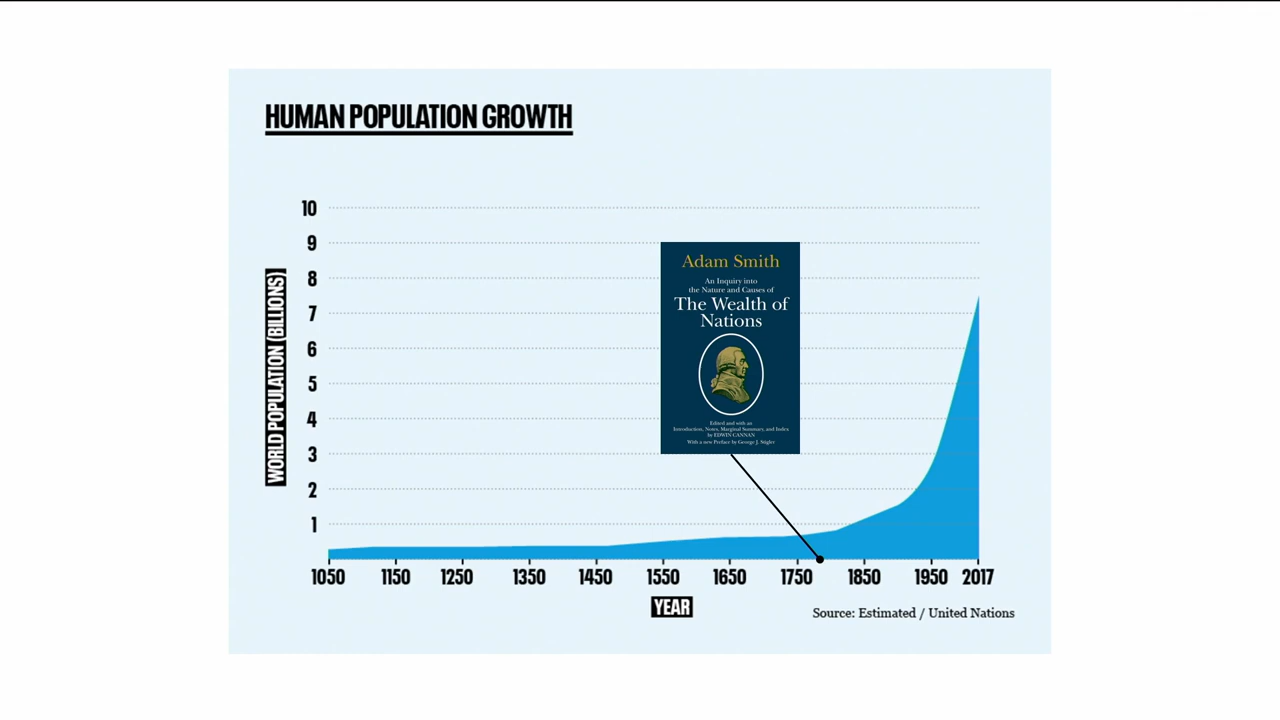 HUMAN POPULATION GROWTH
10
9
8
7
6
5
4
3
2
1
WORLD POPULATION (BILLIONS)
Adam Smith
An Inquiry into
the Nature and Causes of
The Wealth of
Nations
Edited and with an
Introduction, Notes, Marginal Summary, and Index
by EDWIN CANNAN
With a new Preface by George J. Stigler
1050 1150 1250 1350 1450 1550 1650 1750 1850 1950 2017
YEAR
Source: Estimated / United Nations